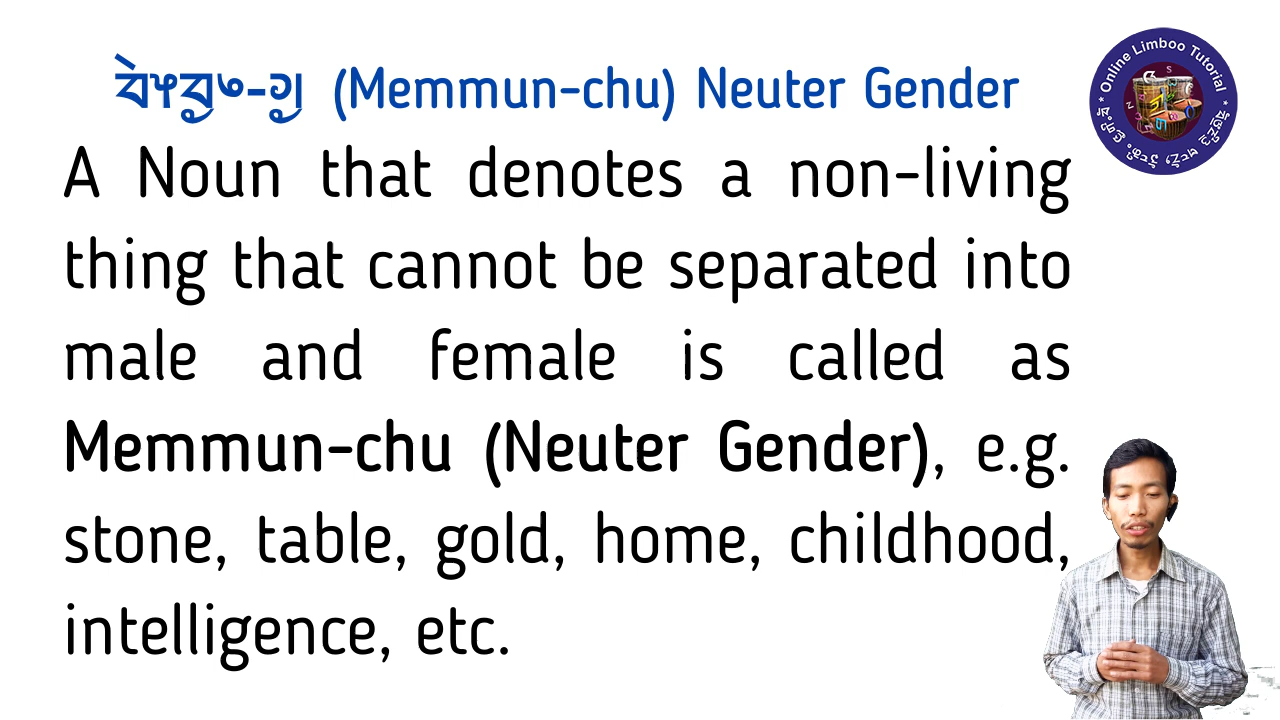 ᤔᤣᤶᤔᤢᤴ-ᤆᤢ (Memmun-chu) Neuter Gender
A Noun that denotes a non-living
thing that cannot be separated into
male and female is called as
Memmun-chu (Neuter Gender), e.g.
stone, table, gold, home, childhood,
intelligence, etc.
* Online Limboo Tutorial *